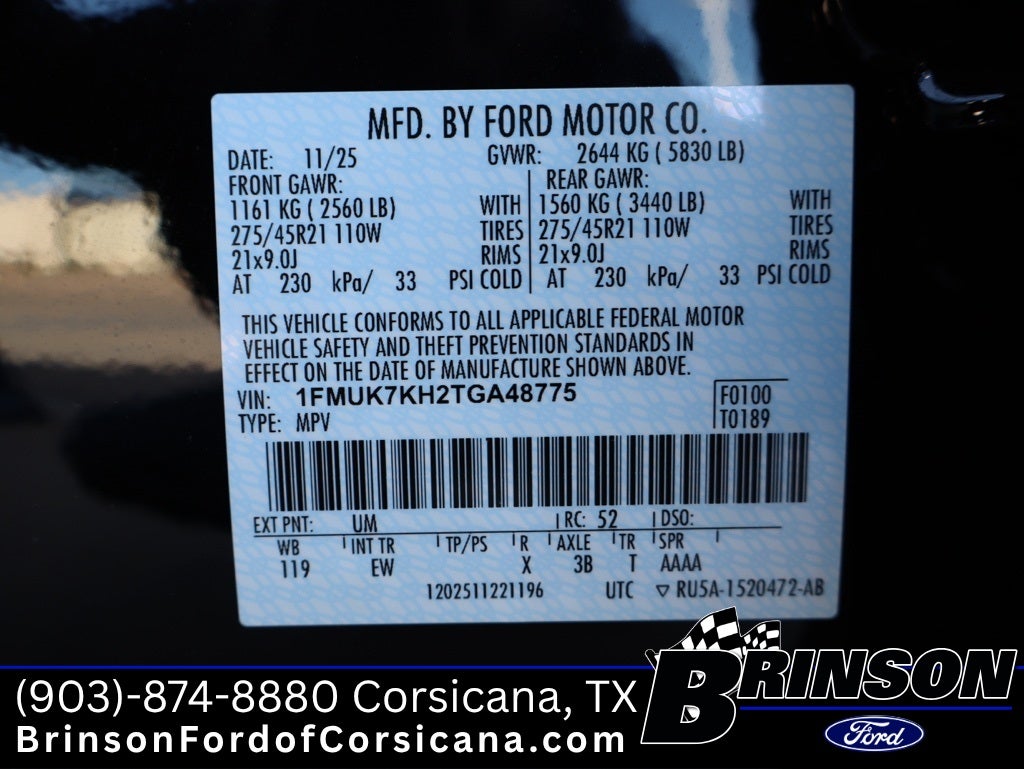 MFD. BY FORD MOTOR CO.
DATE: 11/25 GVWR: 2644 KG ( 5830 LB)
FRONT GAWR: REAR GAWR:
1161 KG ( 2560 LB) WITH 1560 KG ( 3440 LB) WITH
275/45R21 110W TIRES 275/45R21 110W TIRES
21x9.0J RIMS 21x9.0J RIMS
AT 230 kPa/ 33 PSI COLD AT 230 kPa/ 33 PSI COLD
THIS VEHICLE CONFORMS TO ALL APPLICABLE FEDERAL MOTOR
VEHICLE SAFETY AND THEFT PREVENTION STANDARDS IN
EFFECT ON THE DATE OF MANUFACTURE SHOWN ABOVE.
VIN: 1FMUK7KH2TGA48775 F0100
TYPE: MPV T0189
EXT PNT: UM RC: 52 DSO:
WB INT TR TP/PS R AXLE TR SPR
119 EW X 3B T AAAA
1202511221196 UTC ▽ RU5A-1520472-AB
(903)-874-8880 Corsicana, TX
BrinsonFordofCorsicana.com
BRINSON
Ford